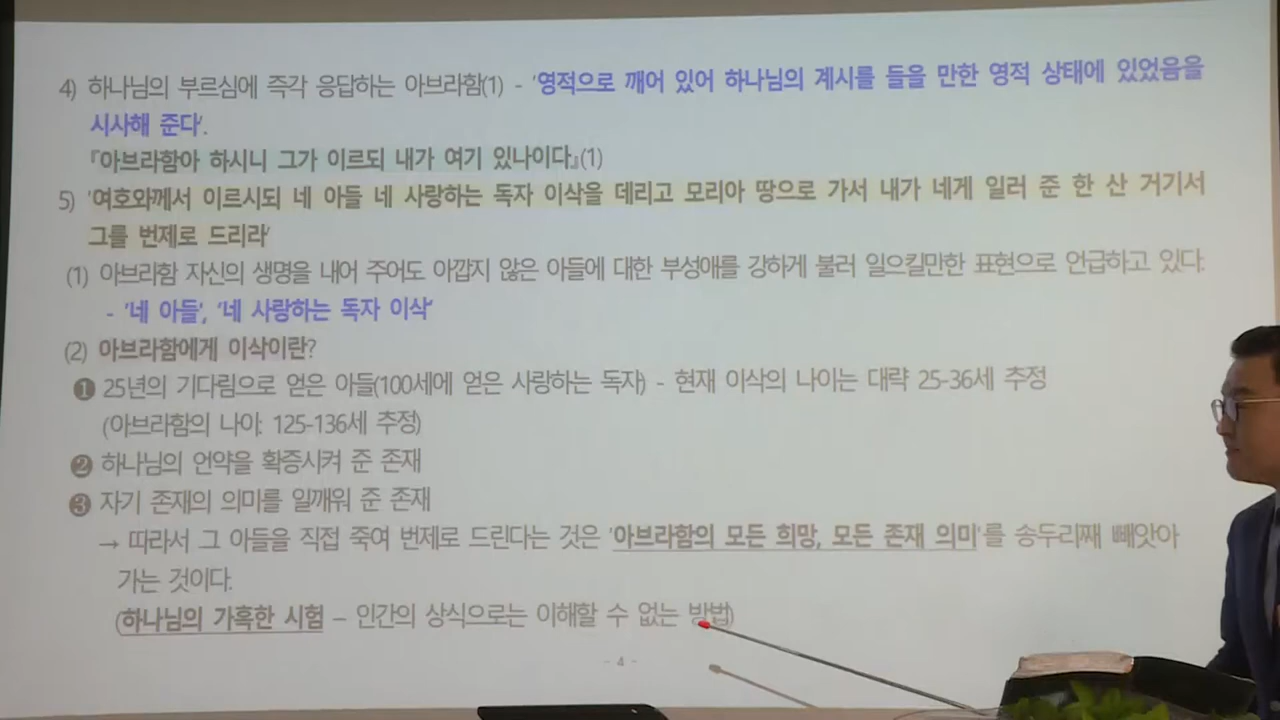 4) 하나님의 부르심에 즉각 응답하는 아브라함(1) - '영적으로 깨어 있어 하나님의 계시를 들을 만한 영적 상태에 있었음을
시사해 준다'.
『아브라함아 하시니 그가 이르되 내가 여기 있나이다』(1)
5) '여호와께서 이르시되 네 아들 네 사랑하는 독자 이삭을 데리고 모리아 땅으로 가서 내가 네게 일러 준 한 산 거기서
그를 번제로 드리라'
(1) 아브라함 자신의 생명을 내어 주어도 아깝지 않은 아들에 대한 부성애를 강하게 불러 일으킬만한 표현으로 언급하고 있다.
- '네 아들', '네 사랑하는 독자 이삭'
(2) 아브라함에게 이삭이란?
❶ 25년의 기다림으로 얻은 아들(100세에 얻은 사랑하는 독자) - 현재 이삭의 나이는 대략 25-36세 추정
(아브라함의 나이: 125-136세 추정)
❷ 하나님의 언약을 확증시켜 준 존재
❸ 자기 존재의 의미를 일깨워 준 존재
→ 따라서 그 아들을 직접 죽여 번제로 드린다는 것은 '아브라함의 모든 희망, 모든 존재 의미'를 송두리째 빼앗아
가는 것이다.
(하나님의 가혹한 시험 – 인간의 상식으로는 이해할 수 없는 방법)
- 4 -